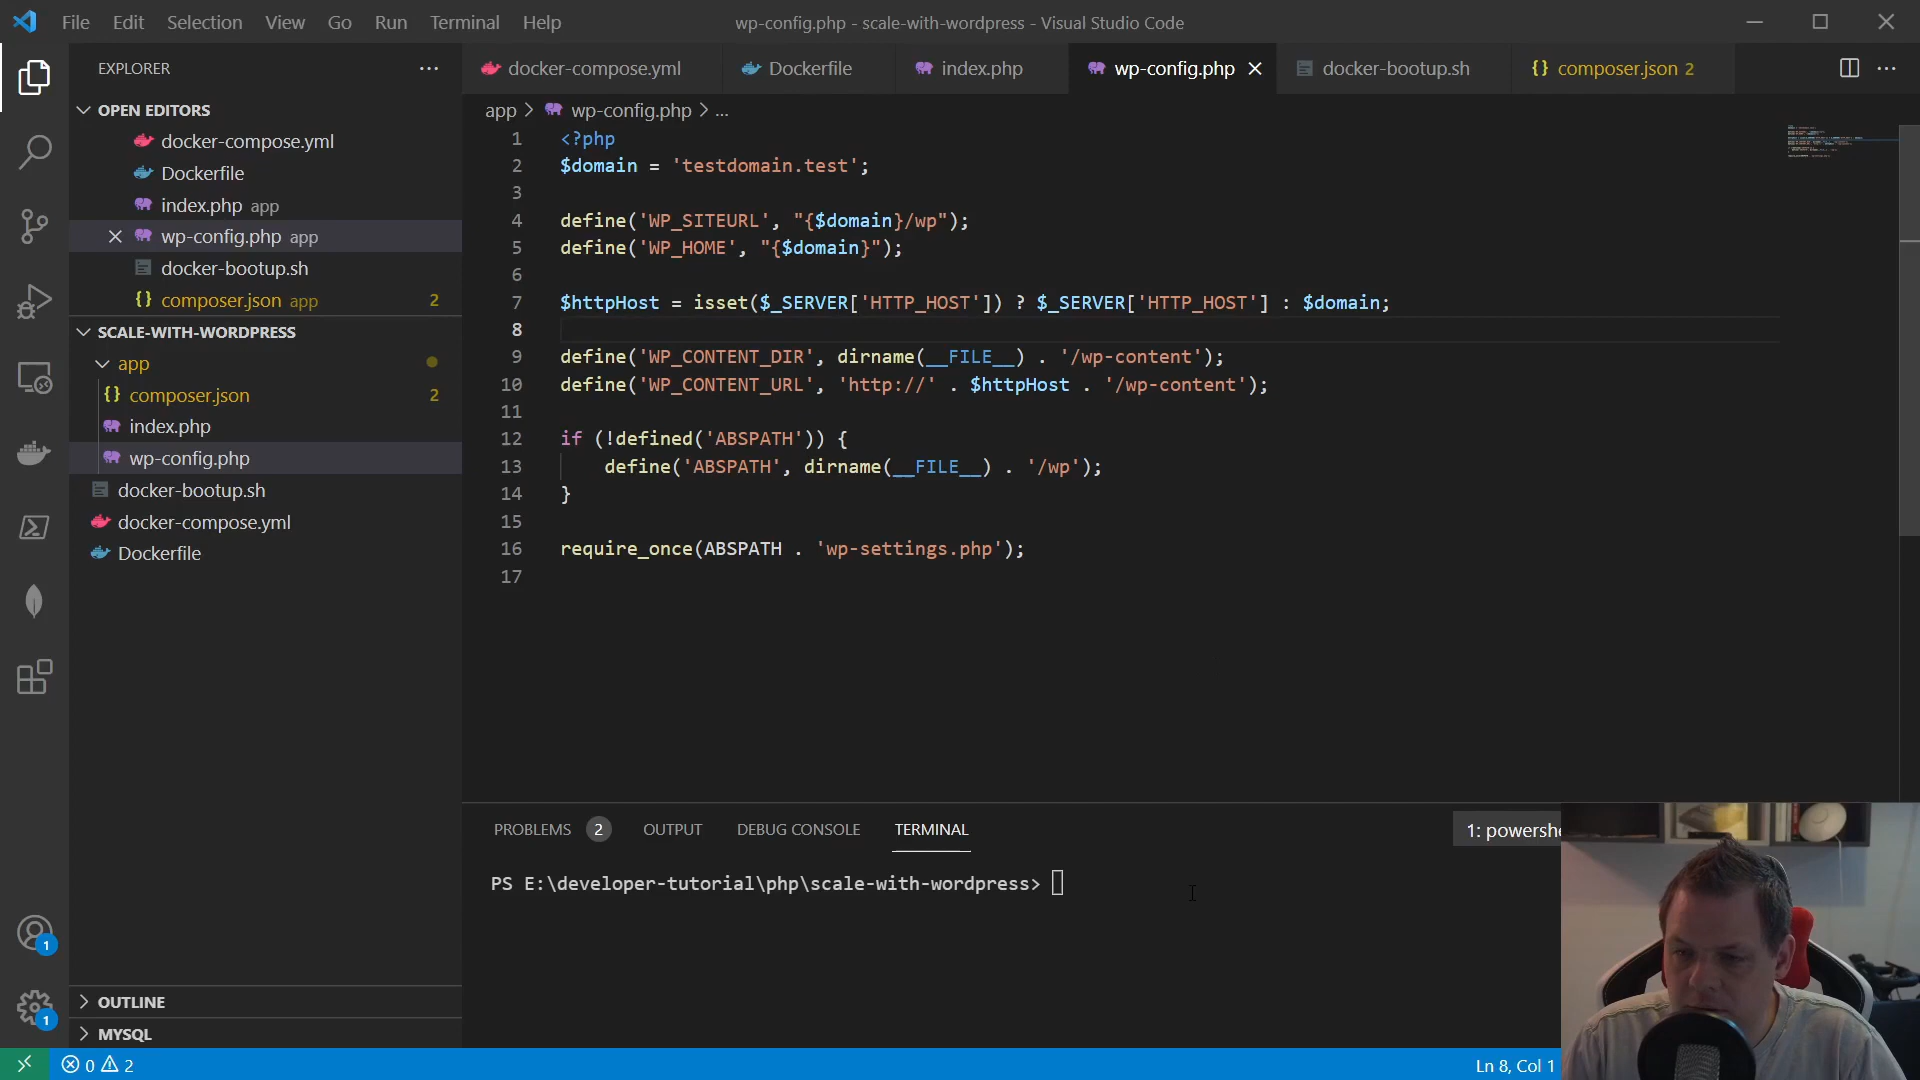 File Edit Selection View Go Run Terminal Help
wp-config.php - scale-with-wordpress - Visual Studio Code
EXPLORER
OPEN EDITORS
docker-compose.yml
Dockerfile
index.php app
wp-config.php app
docker-bootup.sh
composer.json app 2
SCALE-WITH-WORDPRESS
app
composer.json 2
index.php
wp-config.php
docker-bootup.sh
docker-compose.yml
Dockerfile
OUTLINE
MYSQL
1
1
docker-compose.yml Dockerfile index.php wp-config.php docker-bootup.sh composer.json 2
app > wp-config.php > ...
1 <?php
2 $domain = 'testdomain.test';
3
4 define('WP_SITEURL', "{$domain}/wp");
5 define('WP_HOME', "{$domain}");
6
7 $httpHost = isset($_SERVER['HTTP_HOST']) ? $_SERVER['HTTP_HOST'] : $domain;
8
9 define('WP_CONTENT_DIR', dirname(__FILE__) . '/wp-content');
10 define('WP_CONTENT_URL', 'http://' . $httpHost . '/wp-content');
11
12 if (!defined('ABSPATH')) {
13 define('ABSPATH', dirname(__FILE__) . '/wp');
14 }
15
16 require_once(ABSPATH . 'wp-settings.php');
17
PROBLEMS 2 OUTPUT DEBUG CONSOLE TERMINAL
1: powershe
PS E:\developer-tutorial\php\scale-with-wordpress>
0 2
Ln 8, Col 1